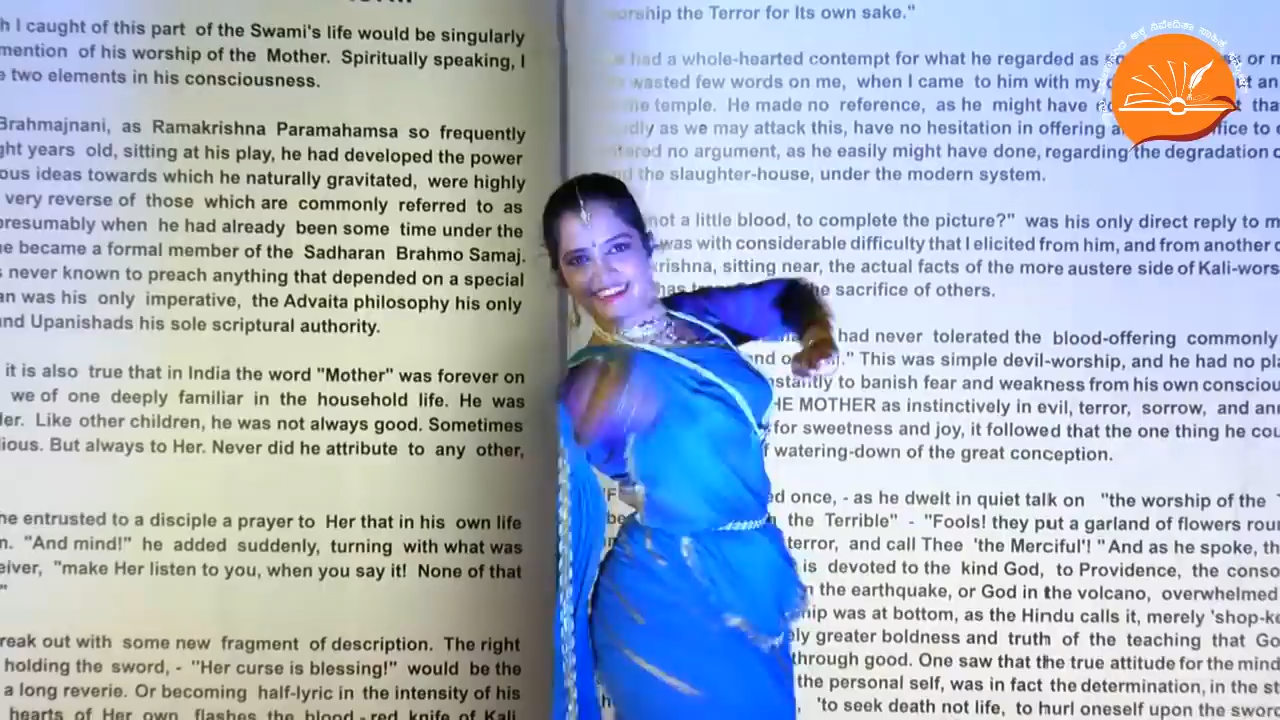 h I caught of this part of the Swami's life would be singularly
mention of his worship of the Mother. Spiritually speaking, I
e two elements in his consciousness.
Brahmajnani, as Ramakrishna Paramahamsa so frequently
ght years old, sitting at his play, he had developed the power
ous ideas towards which he naturally gravitated, were highly
very reverse of those which are commonly referred to as
presumably when he had already been some time under the
he became a formal member of the Sadharan Brahmo Samaj.
s never known to preach anything that depended on a special
an was his only imperative, the Advaita philosophy his only
and Upanishads his sole scriptural authority.
it is also true that in India the word "Mother" was forever on
we of one deeply familiar in the household life. He was
Her. Like other children, he was not always good. Sometimes
ious. But always to Her. Never did he attribute to any other,
he entrusted to a disciple a prayer to Her that in his own life
n. "And mind!" he added suddenly, turning with what was
eiver, "make Her listen to you, when you say it! None of that
"
reak out with some new fragment of description. The right
holding the sword, - "Her curse is blessing!" would be the
a long reverie. Or becoming half-lyric in the intensity of his
hearts of Her own flashes the blood-red knife of Kali
orship the Terror for Its own sake."
had a whole-hearted contempt for what he regarded as
wasted few words on me, when I came to him with my
temple. He made no reference, as he might have
dly as we may attack this, have no hesitation in offering
no argument, as he easily might have done, regarding the degradation
the slaughter-house, under the modern system.
not a little blood, to complete the picture?" was his only direct reply to m
was with considerable difficulty that I elicited from him, and from another
krishna, sitting near, the actual facts of the more austere side of Kali-wors
has the sacrifice of others.
had never tolerated the blood-offering commonly
" This was simple devil-worship, and he had no pl
nstantly to banish fear and weakness from his own consciou
HE MOTHER as instinctively in evil, terror, sorrow, and an
for sweetness and joy, it followed that the one thing he cou
f watering-down of the great conception.
ed once, - as he dwelt in quiet talk on "the worship of the
the Terrible" - "Fools! they put a garland of flowers roun
terror, and call Thee 'the Merciful'! "And as he spoke, th
is devoted to the kind God, to Providence, the conso
n the earthquake, or God in the volcano, overwhelmed
hip was at bottom, as the Hindu calls it, merely 'shop-k
ely greater boldness and truth of the teaching that Go
through good. One saw that the true attitude for the mind
the personal self, was in fact the determination, in the st
'to seek death not life, to hurl oneself upon the sword